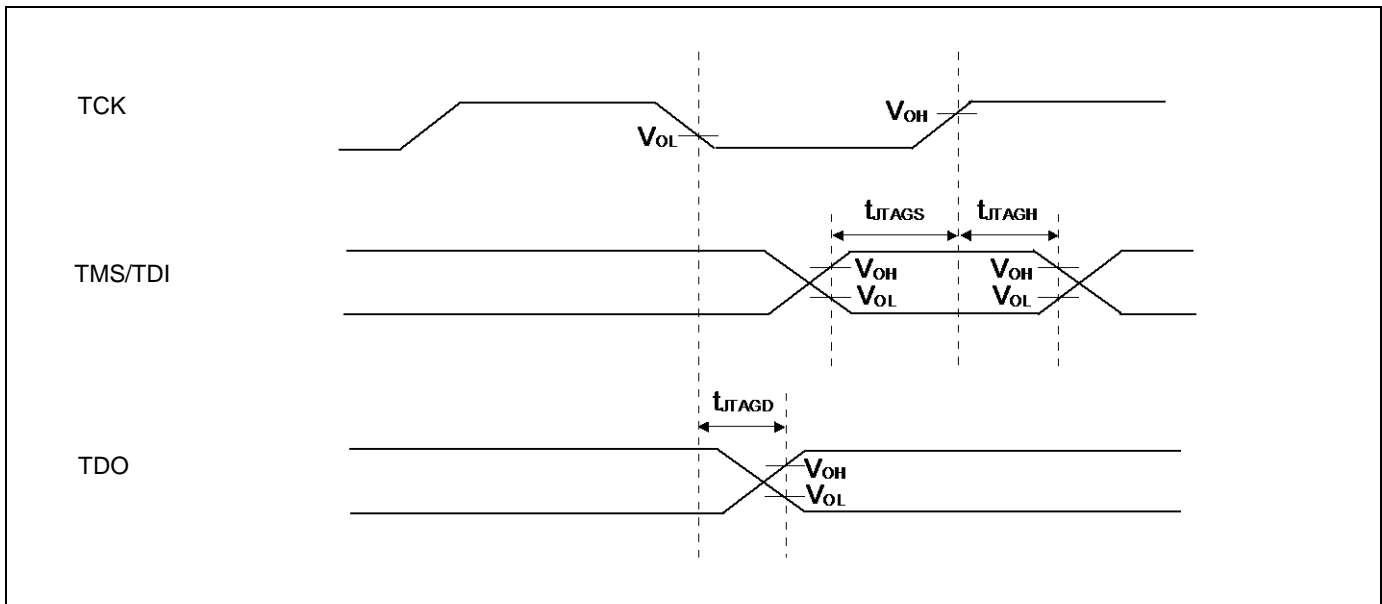 TCK
VOL
VOH
tJTAGS
tJTAGH
TMS/TDI
VOH
VOL
VOH
VOL
tJTAGD
TDO
VOH
VOL